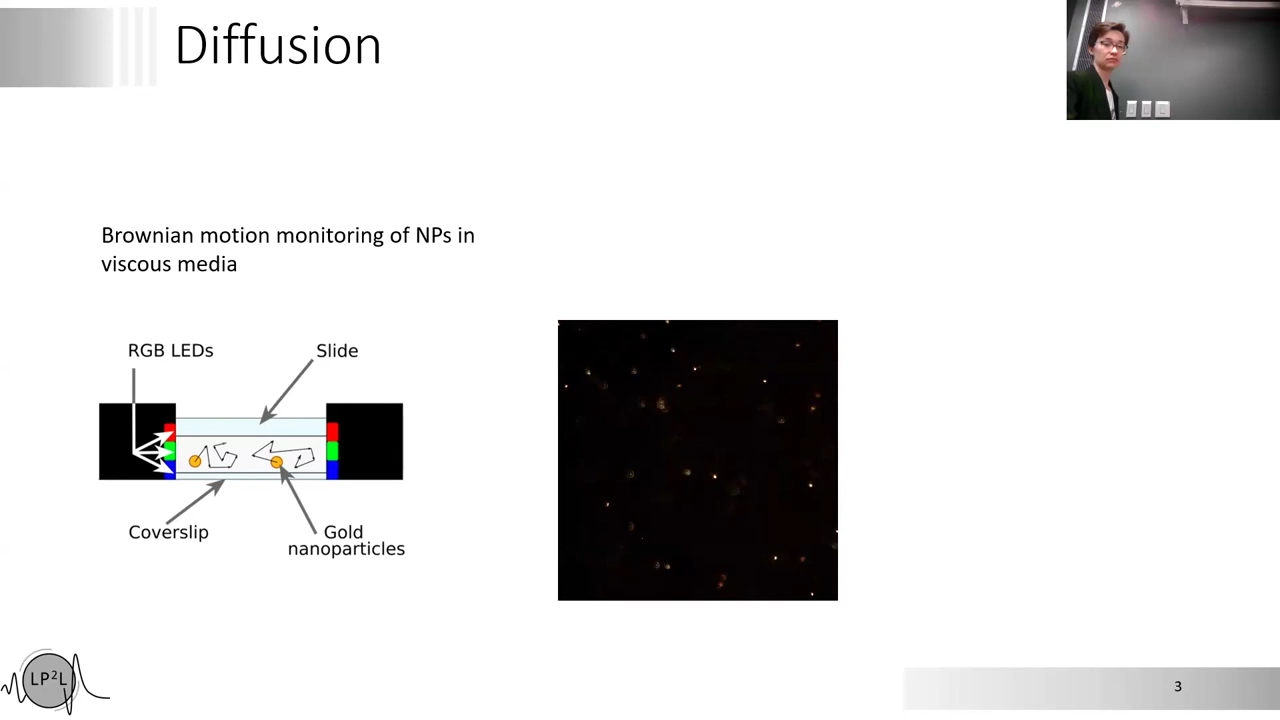 Diffusion
Brownian motion monitoring of NPs in
viscous media
RGB LEDs
Slide
Coverslip
Gold
nanoparticles
LP²L
3